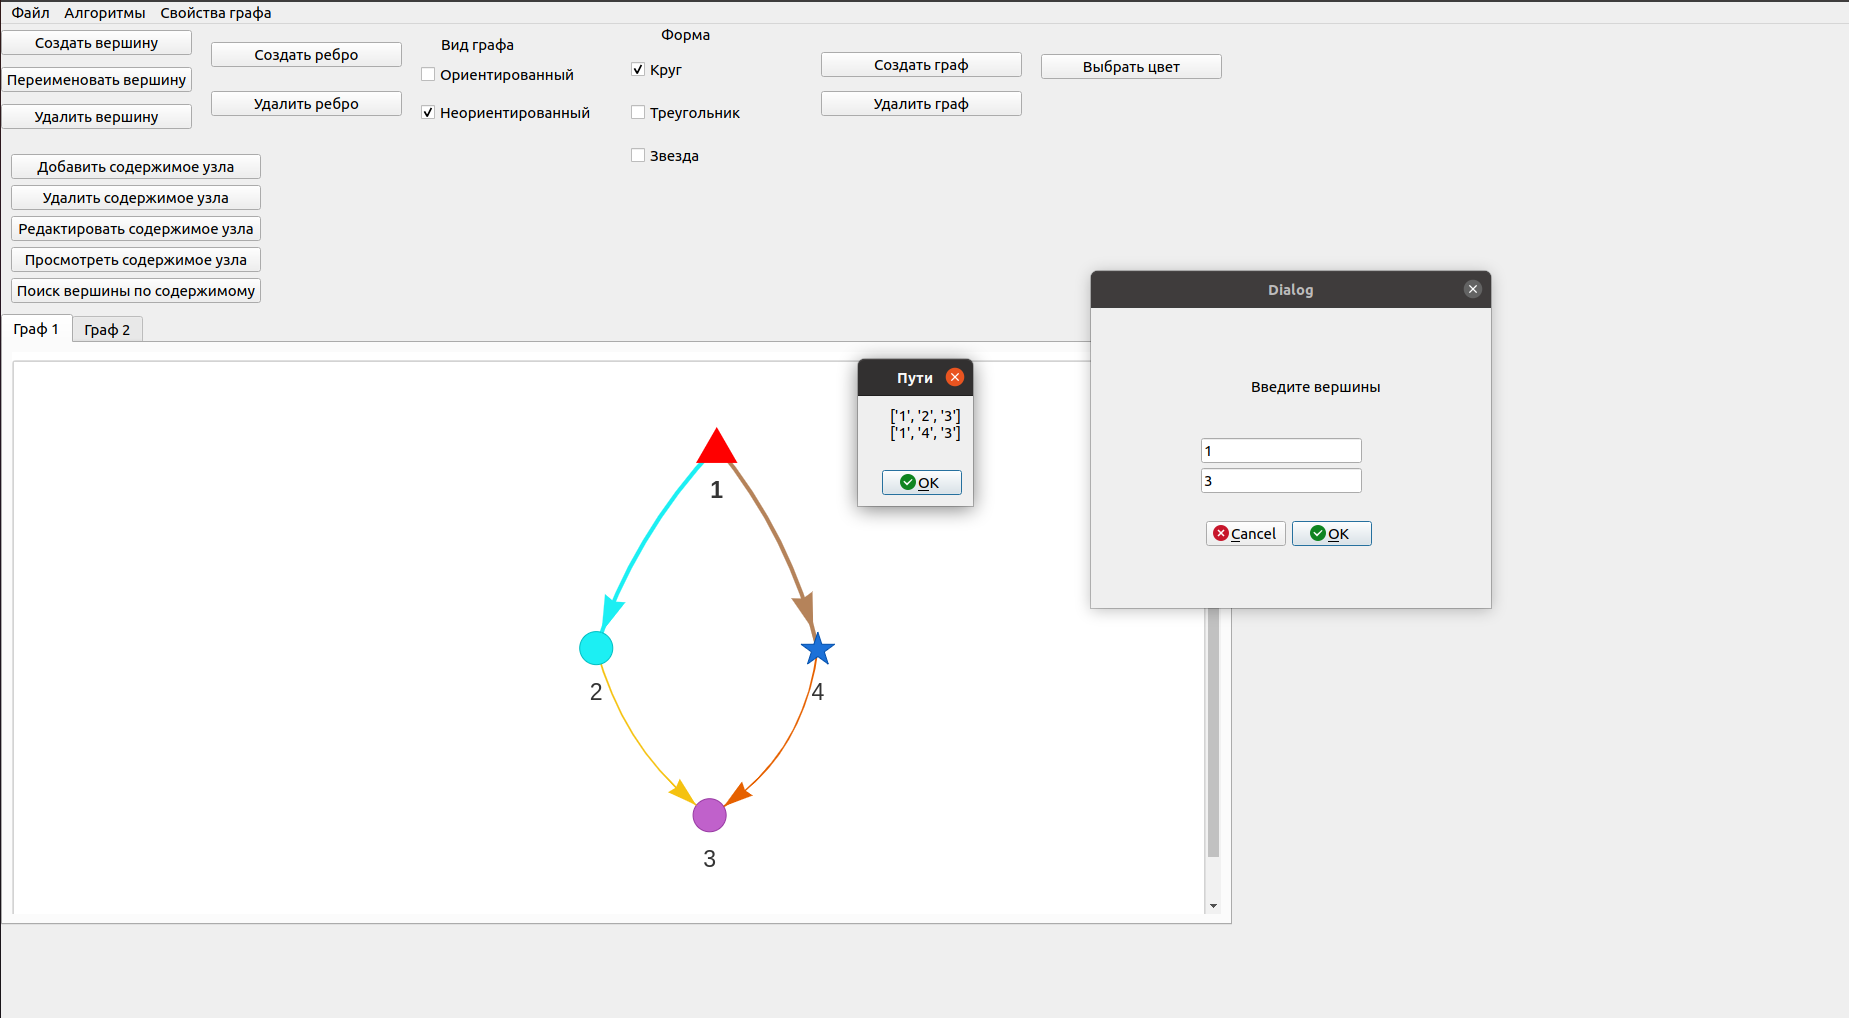 Файл Алгоритмы Свойства графа
Создать вершину
Переименовать вершину
Удалить вершину
Создать ребро
Удалить ребро
Вид графа
Ориентированный
Неориентированный
Форма
Круг
Треугольник
Звезда
Создать граф
Удалить граф
Выбрать цвет
Добавить содержимое узла
Удалить содержимое узла
Редактировать содержимое узла
Просмотреть содержимое узла
Поиск вершины по содержимому
Граф 1 Граф 2
1
2
4
3
Пути
['1', '2', '3']
['1', '4', '3']
OK
Dialog
Введите вершины
1
3
Cancel OK